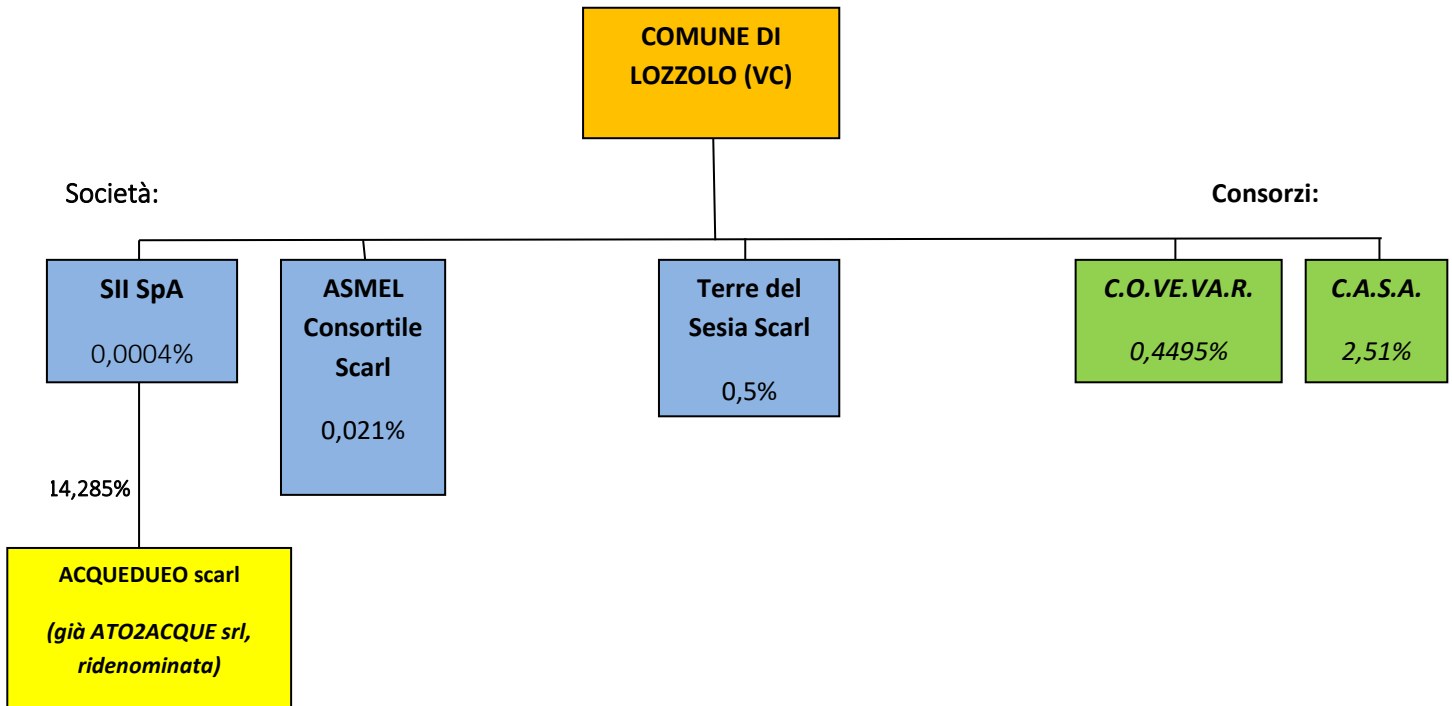 COMUNE DI
LOZZOLO (VC)
Società:
Consorzi:
SII SpA
0,0004%
ASMEL
Consortile
Scarl
0,021%
Terre del
Sesia Scarl
0,5%
C.O.VE.VA.R.
0,4495%
C.A.S.A.
2,51%
14,285%
ACQUEDUEO scarl
(già ATO2ACQUE srl,
ridenominata)